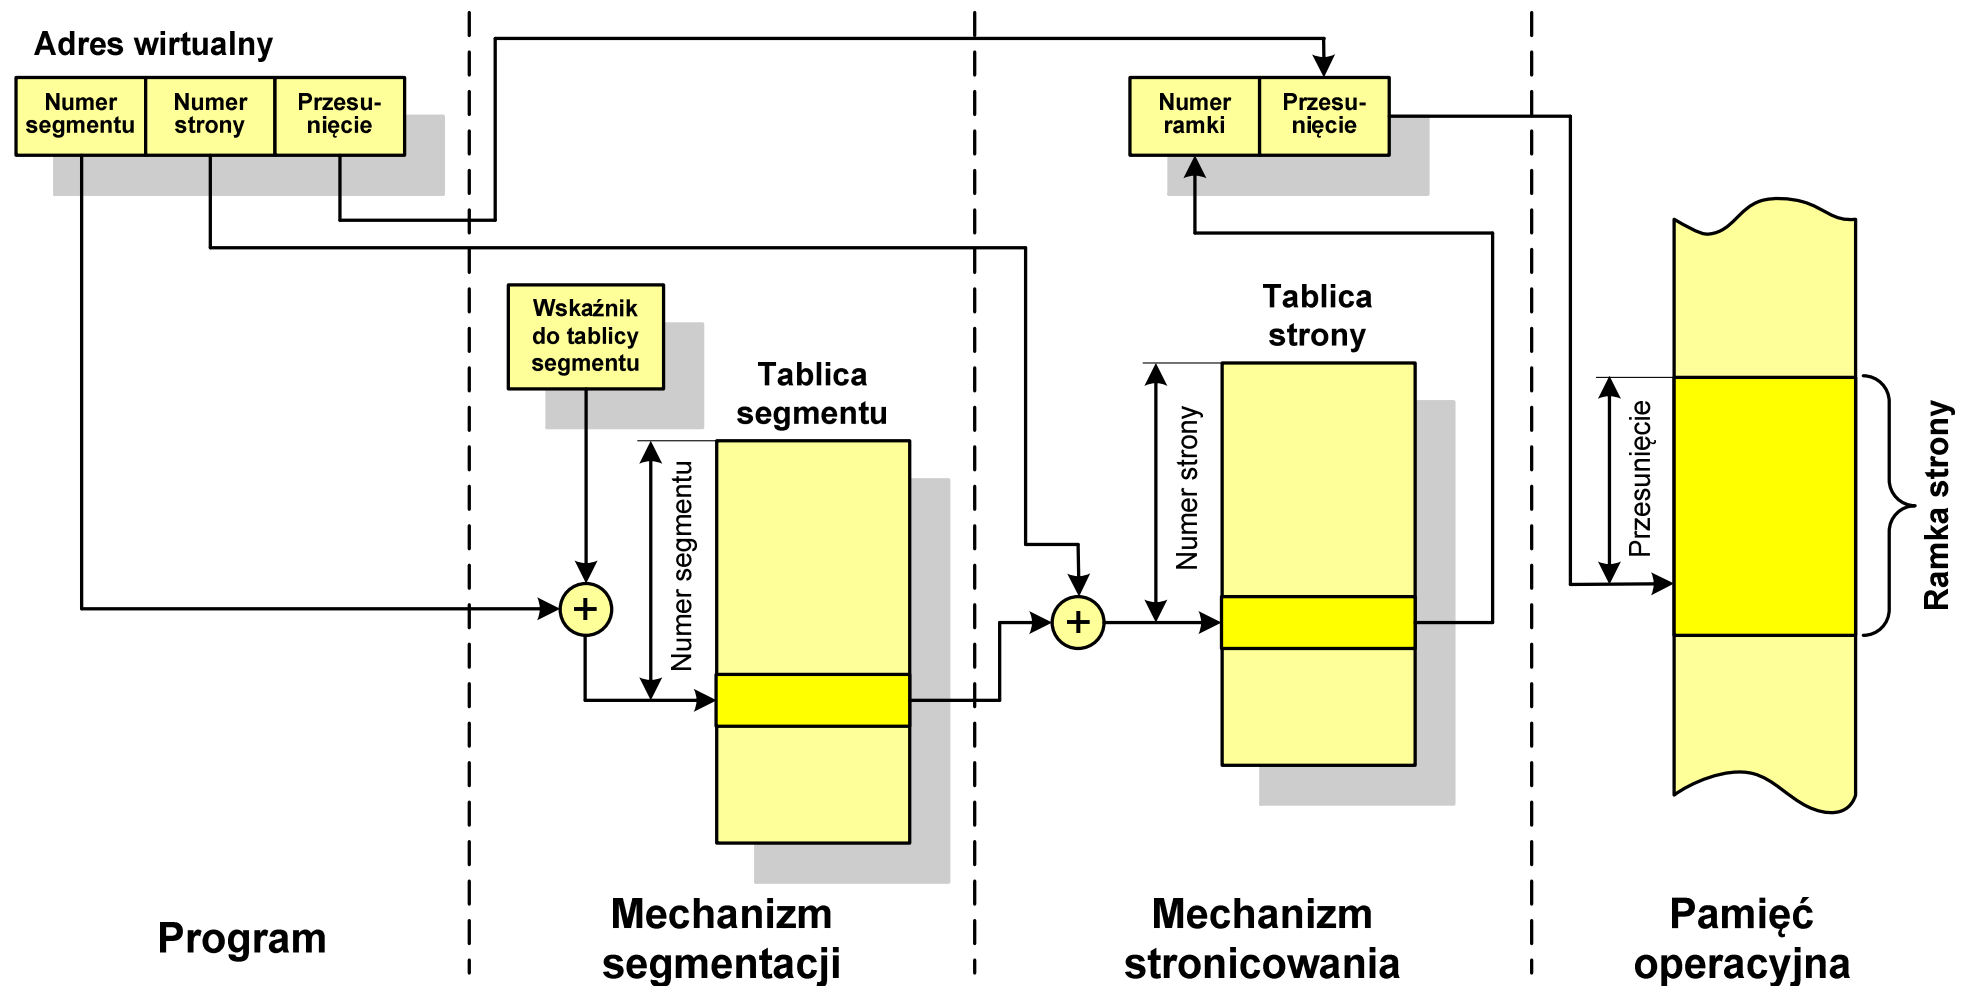 Adres wirtualny
Numer
segmentu
Numer
strony
Przesu-
nięcie
Numer
ramki
Przesu-
nięcie
Wskaźnik
do tablicy
segmentu
Tablica
segmentu
Numer segmentu
+
Tablica
strony
Numer strony
+
Przesunięcie
Ramka strony
Program
Mechanizm
segmentacji
Mechanizm
stronicowania
Pamięć
operacyjna